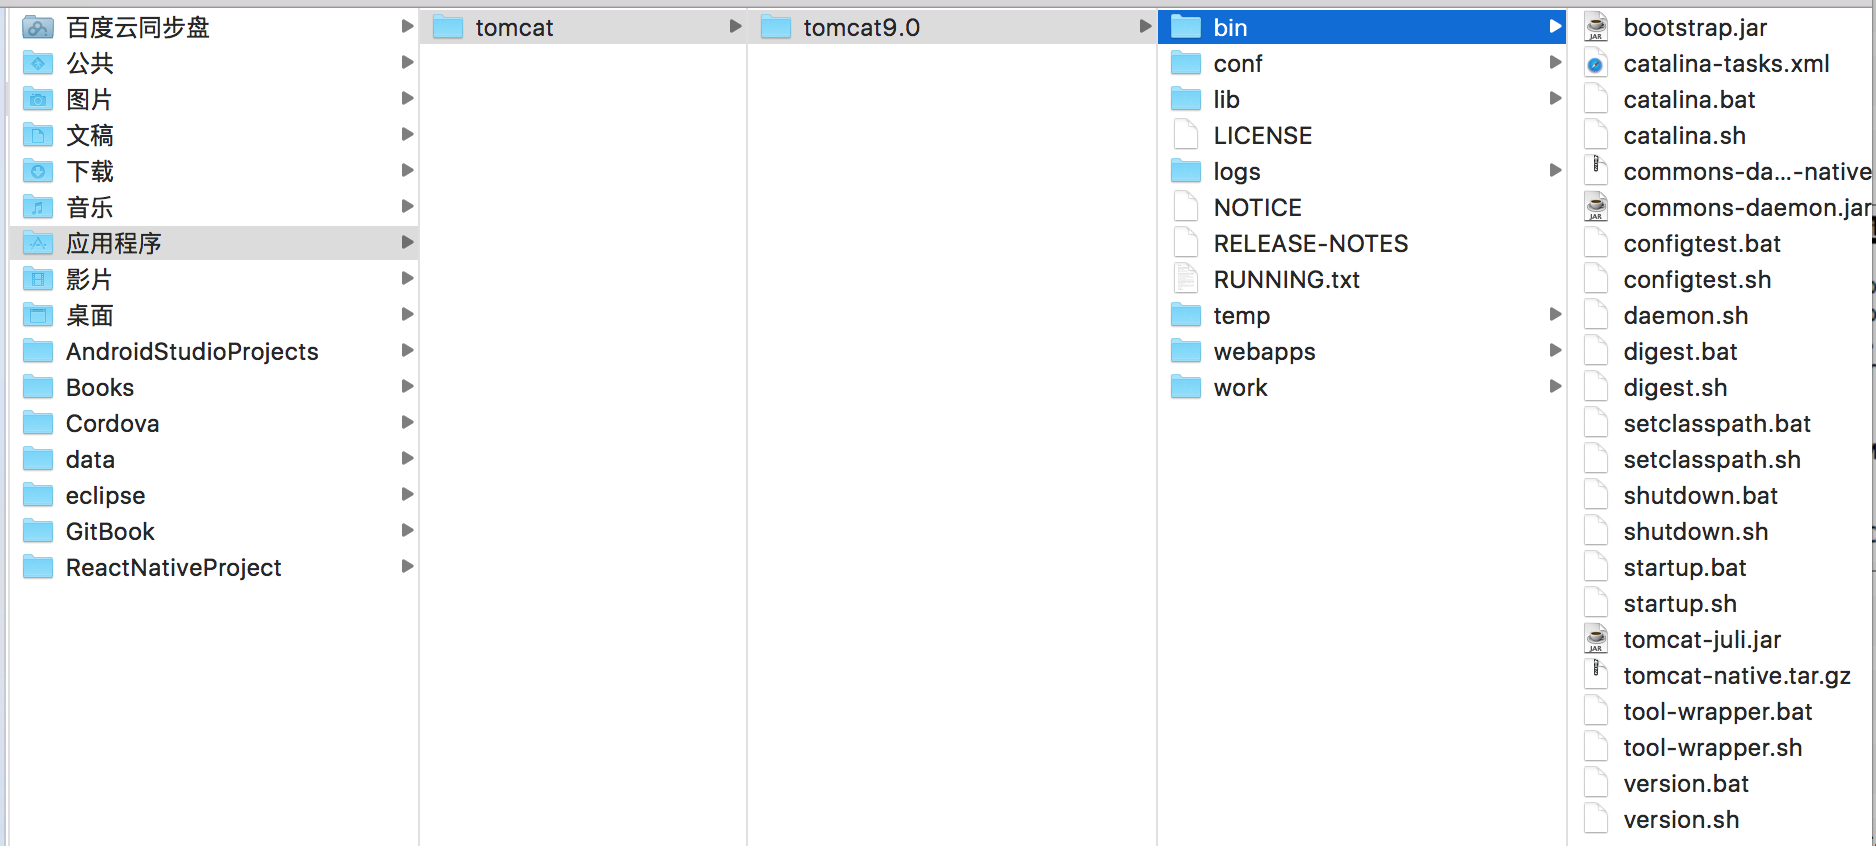 百度云同步盘
公共
图片
文稿
下载
音乐
应用程序
影片
桌面
AndroidStudioProjects
Books
Cordova
data
eclipse
GitBook
ReactNativeProject
tomcat
tomcat9.0
bin
conf
lib
LICENSE
logs
NOTICE
RELEASE-NOTES
RUNNING.txt
temp
webapps
work
bootstrap.jar
catalina-tasks.xml
catalina.bat
catalina.sh
commons-da...-native
commons-daemon.jar
configtest.bat
configtest.sh
daemon.sh
digest.bat
digest.sh
setclasspath.bat
setclasspath.sh
shutdown.bat
shutdown.sh
startup.bat
startup.sh
tomcat-juli.jar
tomcat-native.tar.gz
tool-wrapper.bat
tool-wrapper.sh
version.bat
version.sh